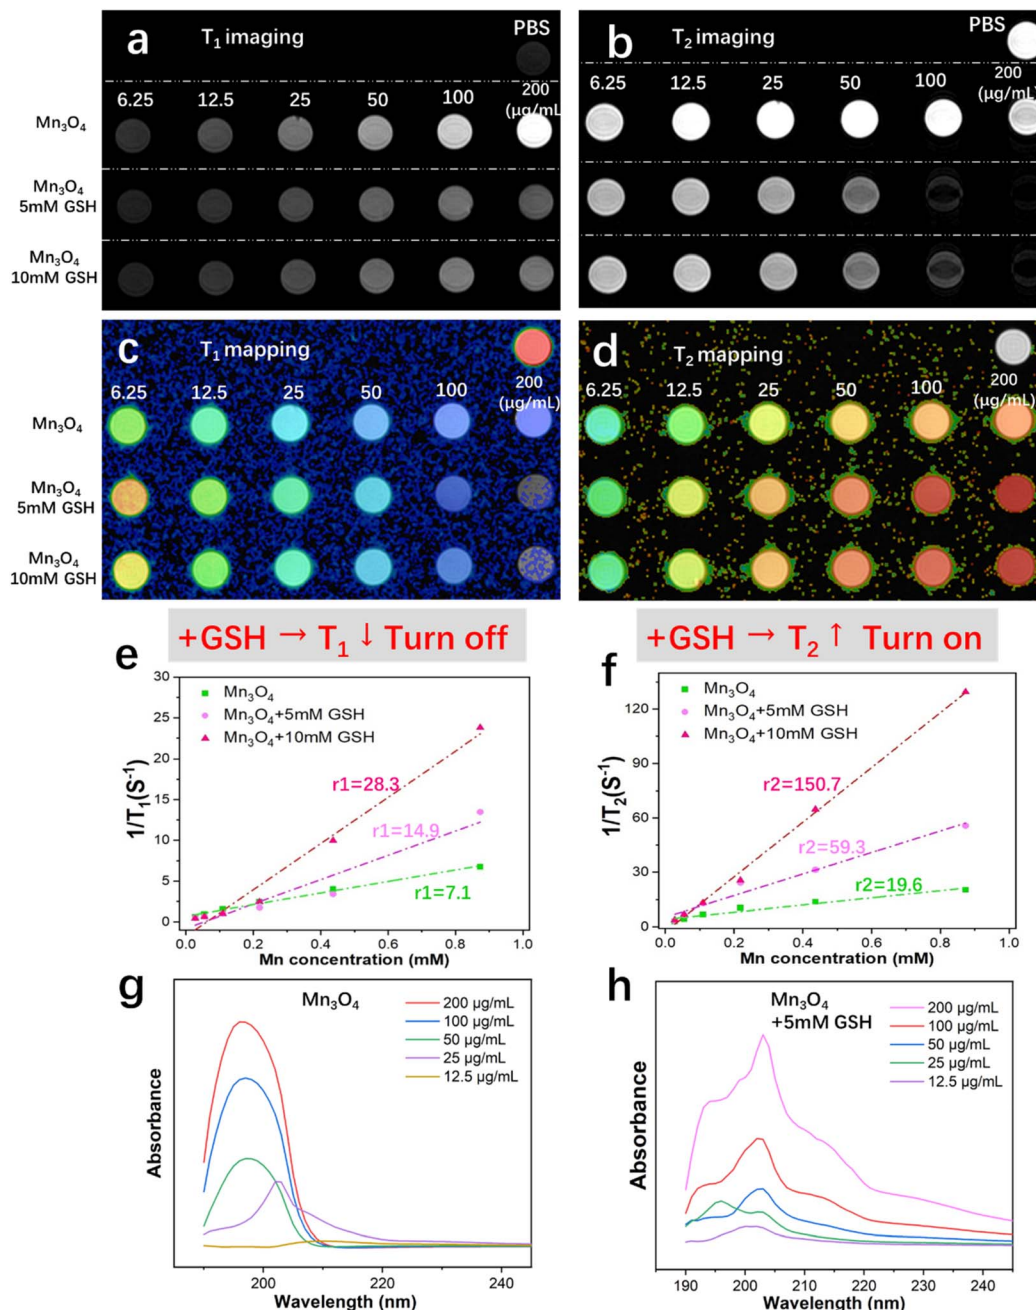 a
T₁ imaging
PBS
6.25 12.5 25 50 100 200
(μg/mL)
Mn₃O₄
Mn₃O₄
5mM GSH
Mn₃O₄
10mM GSH
b
T₂ imaging
PBS
6.25 12.5 25 50 100 200
(μg/mL)
c
T₁ mapping
6.25 12.5 25 50 100 200
(μg/mL)
Mn₃O₄
Mn₃O₄
5mM GSH
Mn₃O₄
10mM GSH
d
T₂ mapping
6.25 12.5 25 50 100 200
(μg/mL)
+GSH → T₁ ↓ Turn off
+GSH → T₂ ↑ Turn on
e
30
25
20
15
10
5
0
0.0 0.2 0.4 0.6 0.8 1.0
1/T₁(S⁻¹)
Mn concentration (mM)
Mn₃O₄
Mn₃O₄+5mM GSH
Mn₃O₄+10mM GSH
r1=28.3
r1=14.9
r1=7.1
f
120
90
60
30
0
0.0 0.2 0.4 0.6 0.8 1.0
1/T₂(S⁻¹)
Mn concentration (mM)
Mn₃O₄
Mn₃O₄+5mM GSH
Mn₃O₄+10mM GSH
r2=150.7
r2=59.3
r2=19.6
g
Mn₃O₄
200 μg/mL
100 μg/mL
50 μg/mL
25 μg/mL
12.5 μg/mL
Absorbance
200 220 240
Wavelength (nm)
h
Mn₃O₄
+5mM GSH
200 μg/mL
100 μg/mL
50 μg/mL
25 μg/mL
12.5 μg/mL
Absorbance
190 200 210 220 230 240
Wavelength (nm)